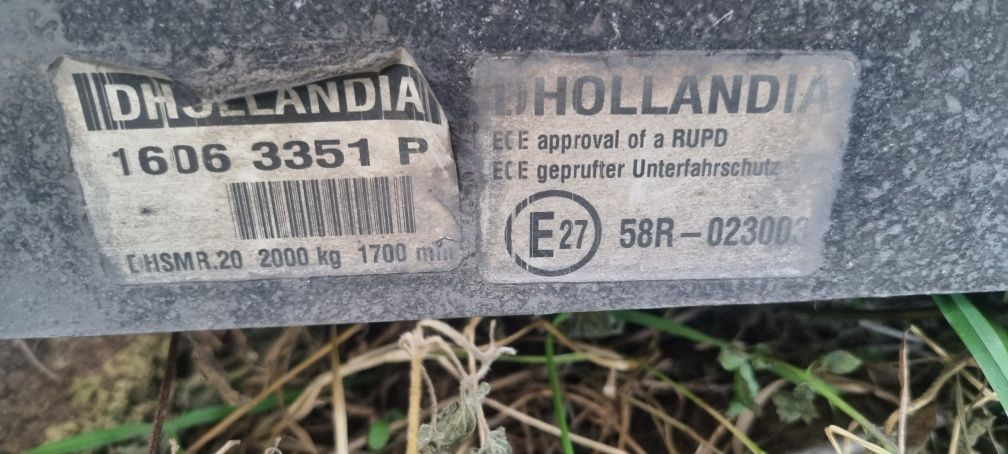 DHOLLANDIA
1606 3351 P
DHSMR.20 2000 kg 1700 mm
DHOLLANDIA
ECE approval of a RUPD
ECE geprufter Unterfahrschutz
E27 58R-023003